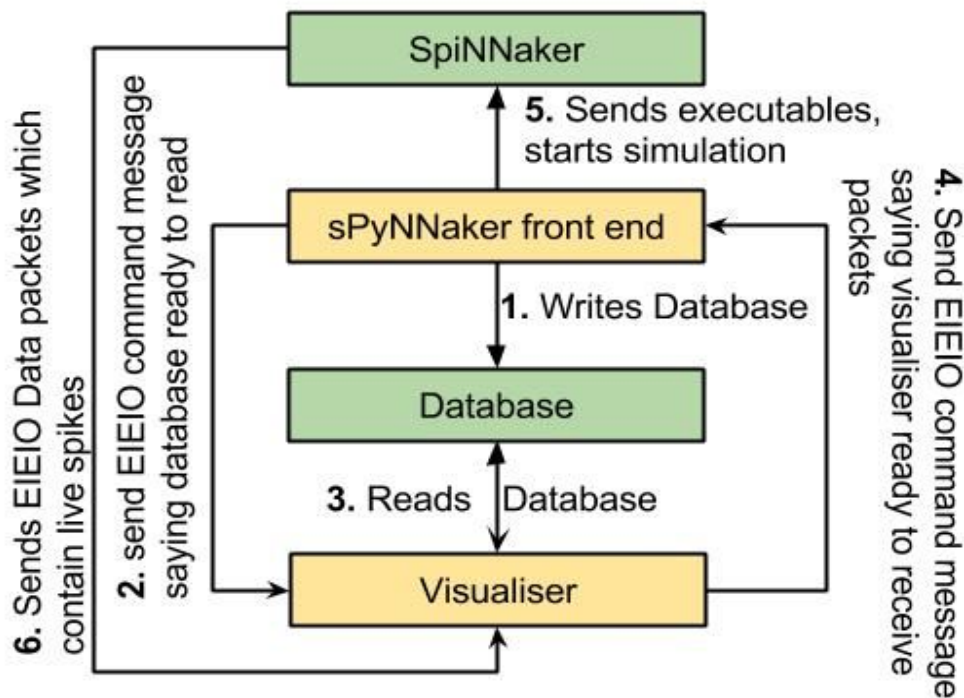 SpiNNaker
5. Sends executables,
starts simulation
sPyNNaker front end
1. Writes Database
Database
3. Reads Database
Visualiser
6. Sends EIEIO Data packets which
contain live spikes
2. send EIEIO command message
saying database ready to read
4. Send EIEIO command message
saying visualiser ready to receive
packets